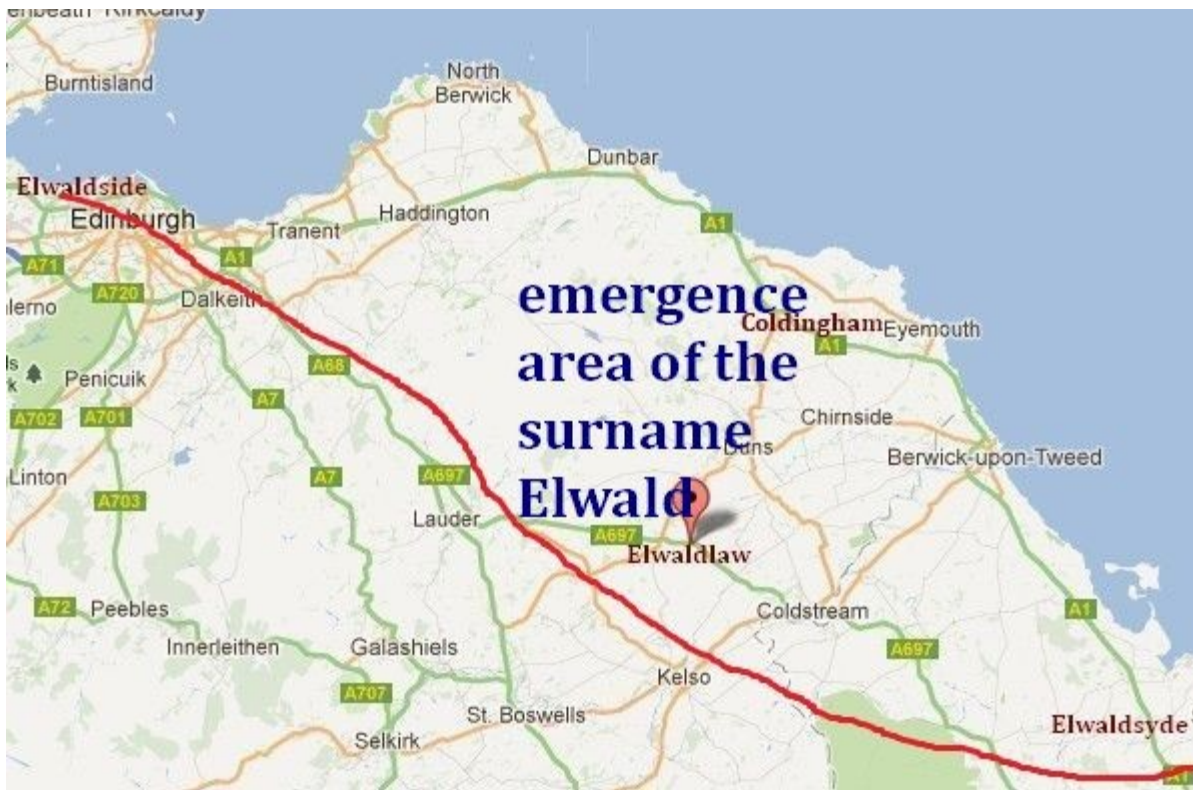 enbeath
Kirkcaldy
Burntisland
North
Berwick
Dunbar
Elwaldside
Edinburgh
Haddington
Tranent
A1
A1
A71
A720
Dalkeith
lerno
emergence
area of the
surname
Elwald
Coldingham
Eyemouth
A1
A68
Penicuik
A7
A702
A701
Chirnside
Duns
Berwick-upon-Tweed
Linton
A703
A7
A697
Lauder
A697
Elwaldlaw
A72
Peebles
Coldstream
A1
Innerleithen
Galashiels
A697
Kelso
A707
St. Boswells
Elwaldsyde
Selkirk
A1